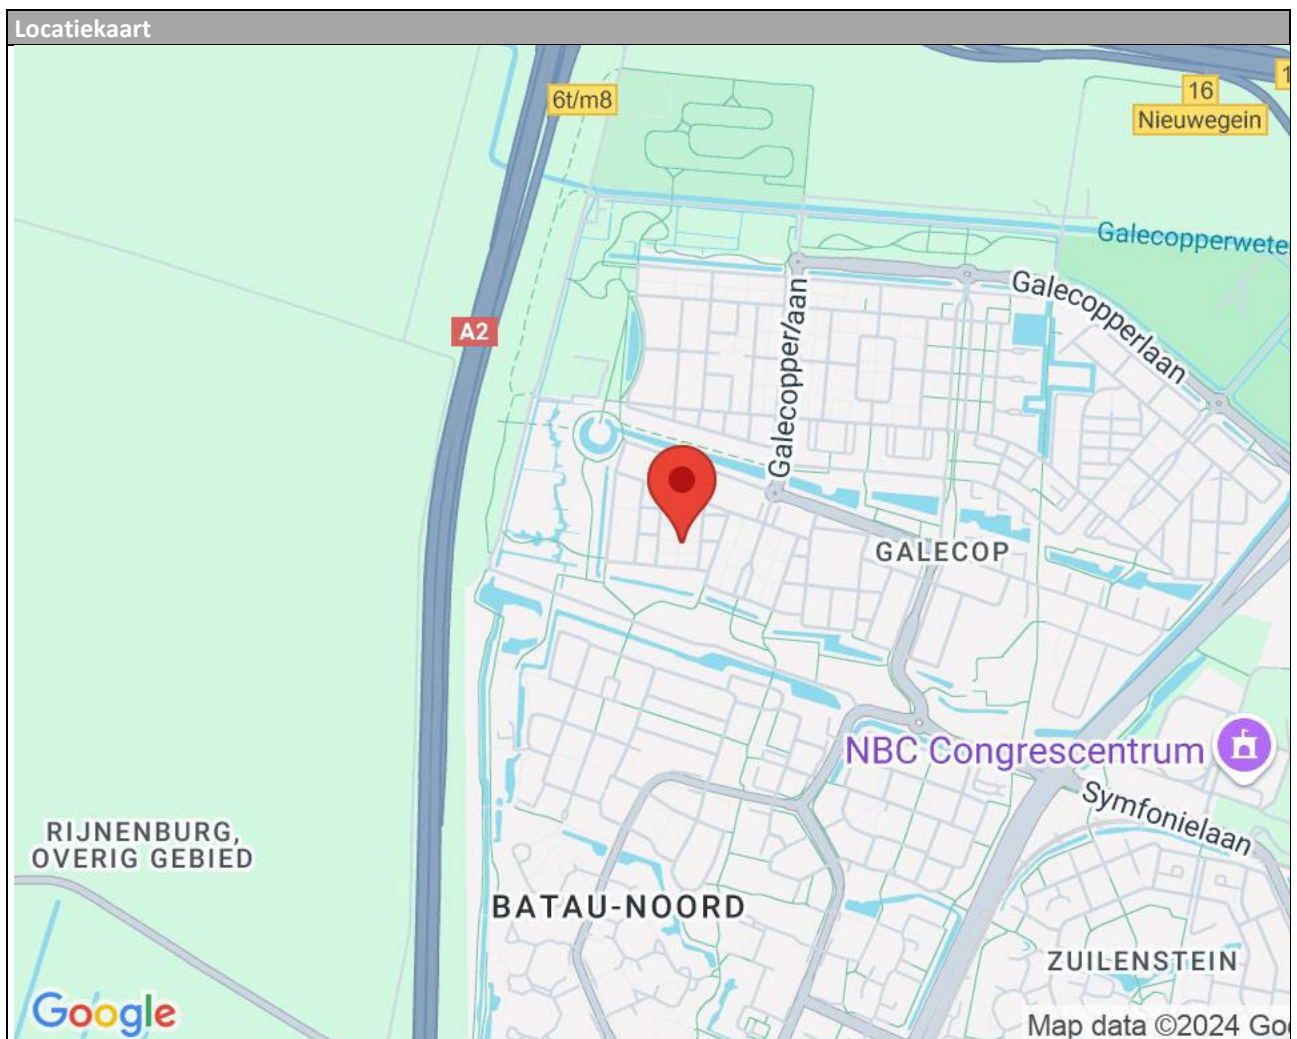 Locatiekaart
6t/m8
16
Nieuwegein
Galecopperwete
Galecopperlaan
A2
Galecopperlaan
GALECOP
NBC Congrescentrum
Symfonielaan
RIJNENBURG,
OVERIG GEBIED
BATAU-NOORD
ZUILENSTEIN
Google
Map data ©2024 Goo